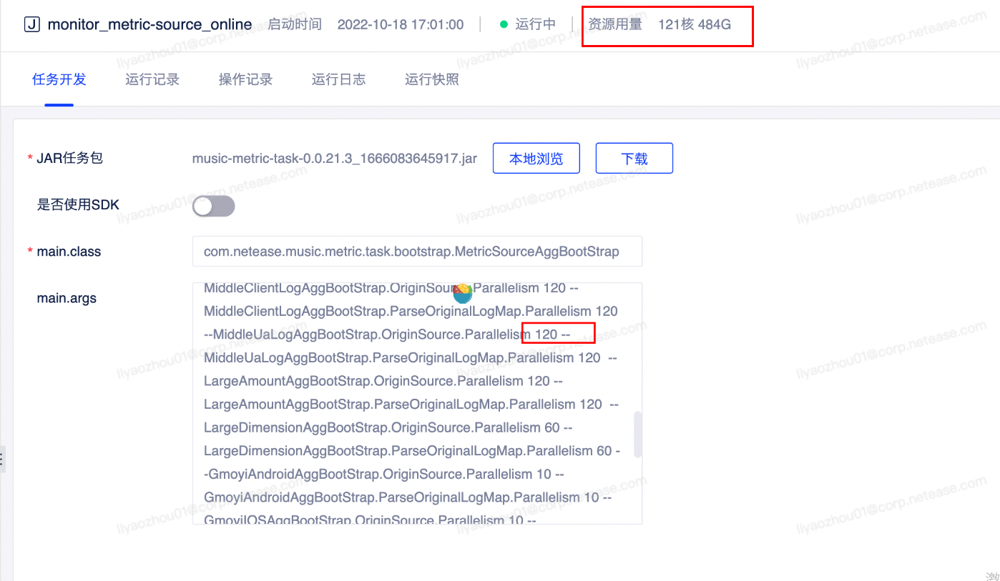 J monitor_metric-source_online 启动时间 2022-10-18 17:01:00 运行中 资源用量 121核 484G
任务开发 运行记录 操作记录 运行日志 运行快照
* JAR任务包 music-metric-task-0.0.21.3_1666083645917.jar 本地浏览 下载
是否使用SDK
* main.class com.netease.music.metric.task.bootstrap.MetricSourceAggBootStrap
main.args
MiddleClientLogAggBootStrap.OriginSource.Parallelism 120 --
MiddleClientLogAggBootStrap.ParseOriginalLogMap.Parallelism 120
--MiddleUaLogAggBootStrap.OriginSource.Parallelism 120 --
MiddleUaLogAggBootStrap.ParseOriginalLogMap.Parallelism 120 --
LargeAmountAggBootStrap.OriginSource.Parallelism 120 --
LargeAmountAggBootStrap.ParseOriginalLogMap.Parallelism 120 --
LargeDimensionAggBootStrap.OriginSource.Parallelism 60 --
LargeDimensionAggBootStrap.ParseOriginalLogMap.Parallelism 60 -
-GmoyiAndroidAggBootStrap.OriginSource.Parallelism 10 --
GmoyiAndroidAggBootStrap.ParseOriginalLogMap.Parallelism 10 --
GmoyiIOSAggBootStrap.OriginSource.Parallelism 10 --